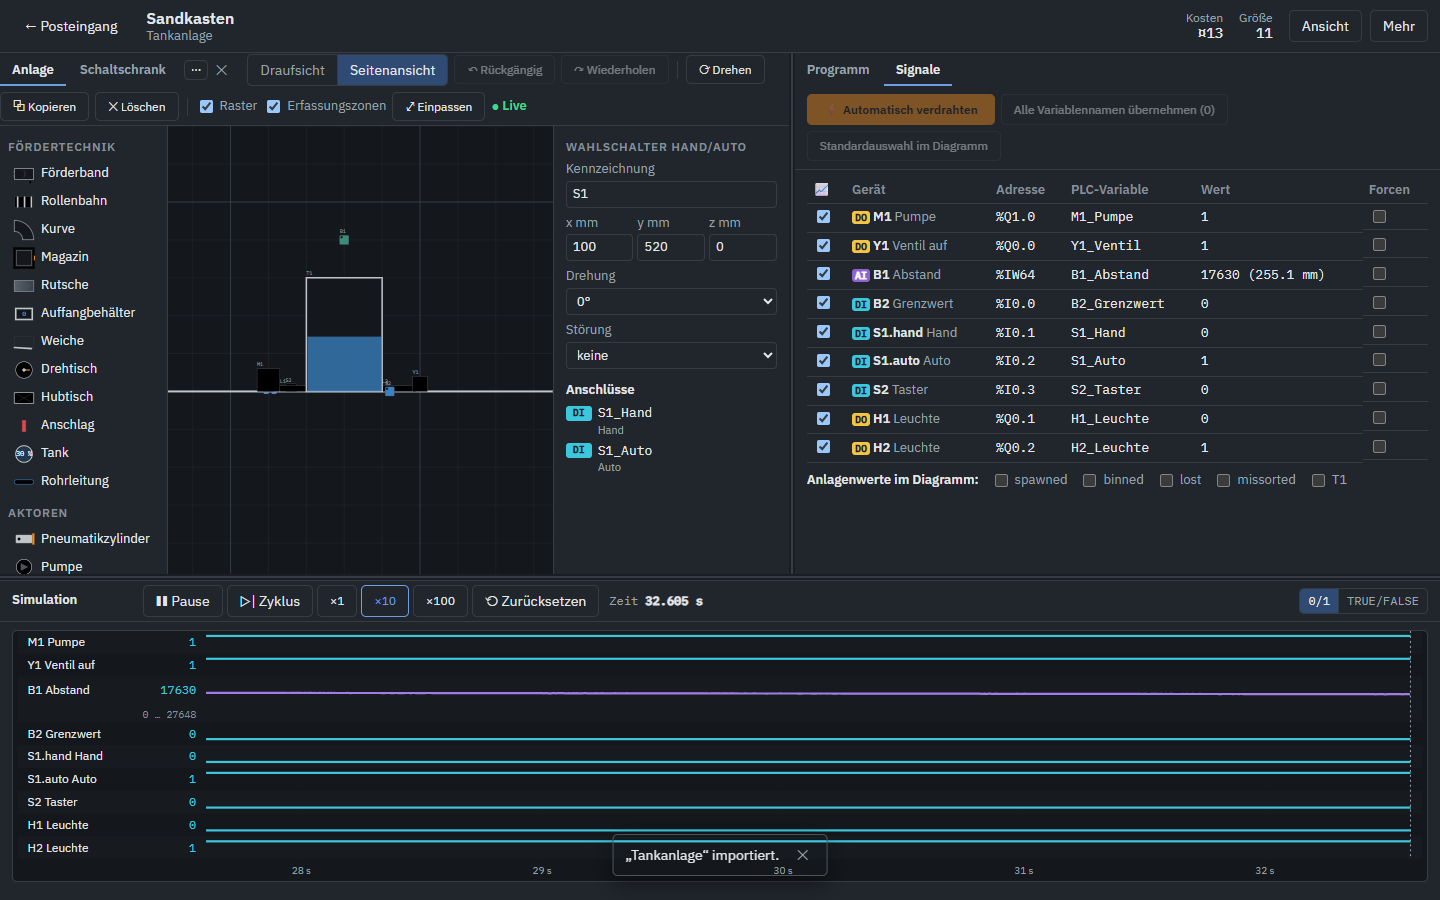 ← Posteingang
Sandkasten
Tankanlage
Kosten
¤13
Größe
11
Ansicht
Mehr
Anlage
Schaltschrank
···
Draufsicht
Seitenansicht
Rückgängig
Wiederholen
Drehen
Kopieren
Löschen
Raster
Erfassungszonen
Einpassen
Live
Programm
Signale
Automatisch verdrahten
Alle Variablennamen übernehmen (0)
Standardauswahl im Diagramm
FÖRDERTECHNIK
Förderband
Rollenbahn
Kurve
Magazin
Rutsche
Auffangbehälter
Weiche
Drehtisch
Hubtisch
Anschlag
Tank
Rohrleitung
AKTOREN
Pneumatikzylinder
Pumpe
B1
T1
M1
Y1
WAHLSCHALTER HAND/AUTO
Kennzeichnung
S1
x mm y mm z mm
100 520 0
Drehung
0°
Störung
keine
Anschlüsse
DI S1_Hand
Hand
DI S1_Auto
Auto
Gerät Adresse PLC-Variable Wert Forcen
DO M1 Pumpe %Q1.0 M1_Pumpe 1
DO Y1 Ventil auf %Q0.0 Y1_Ventil 1
AI B1 Abstand %IW64 B1_Abstand 17630 (255.1 mm)
DI B2 Grenzwert %I0.0 B2_Grenzwert 0
DI S1.hand Hand %I0.1 S1_Hand 0
DI S1.auto Auto %I0.2 S1_Auto 1
DI S2 Taster %I0.3 S2_Taster 0
DO H1 Leuchte %Q0.1 H1_Leuchte 0
DO H2 Leuchte %Q0.2 H2_Leuchte 1
Anlagenwerte im Diagramm: spawned binned lost missorted T1
Simulation
Pause
Zyklus
×1
×10
×100
Zurücksetzen
Zeit 32.605 s
0/1 TRUE/FALSE
M1 Pumpe 1
Y1 Ventil auf 1
B1 Abstand 17630
0 … 27648
B2 Grenzwert 0
S1.hand Hand 0
S1.auto Auto 1
S2 Taster 0
H1 Leuchte 0
H2 Leuchte 1
„Tankanlage“ importiert.
28 s 29 s 30 s 31 s 32 s